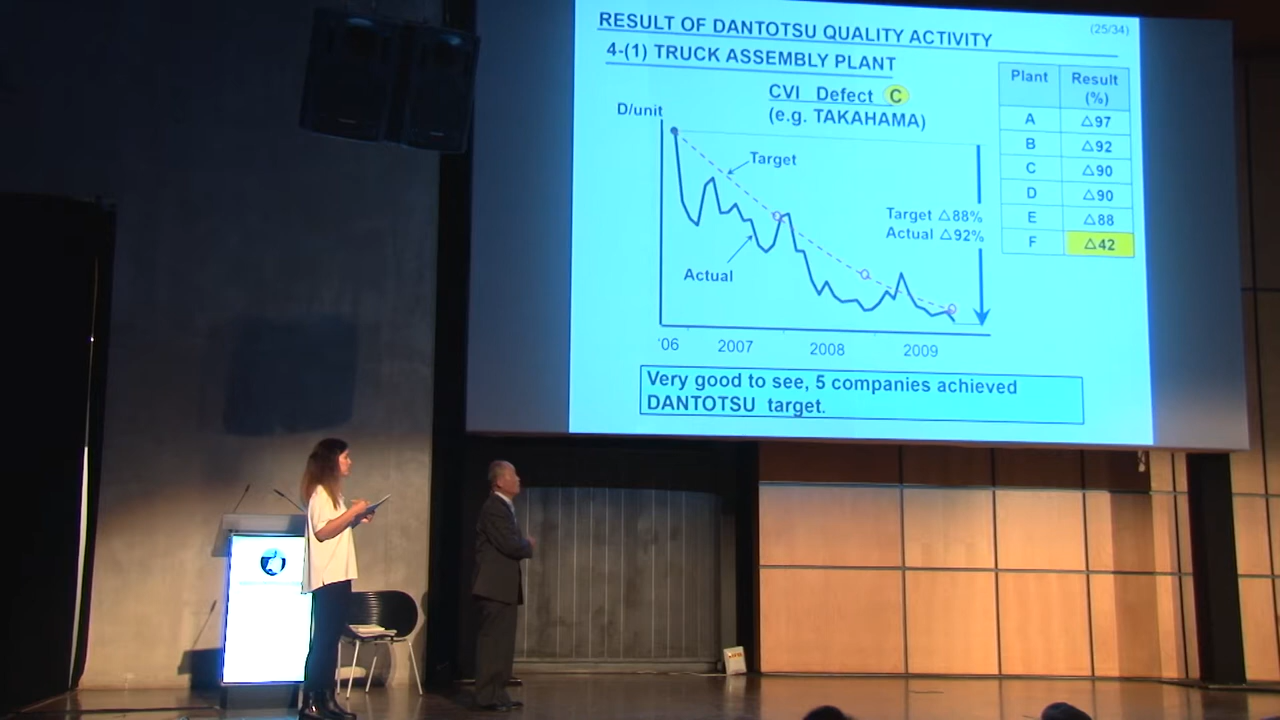 RESULT OF DANTOTSU QUALITY ACTIVITY
(25/34)
4-(1) TRUCK ASSEMBLY PLANT
CVI Defect C
(e.g. TAKAHAMA)
D/unit
Target
Actual
Target △88%
Actual △92%
'06 2007 2008 2009
Plant Result (%)
A △97
B △92
C △90
D △90
E △88
F △42
Very good to see, 5 companies achieved
DANTOTSU target.